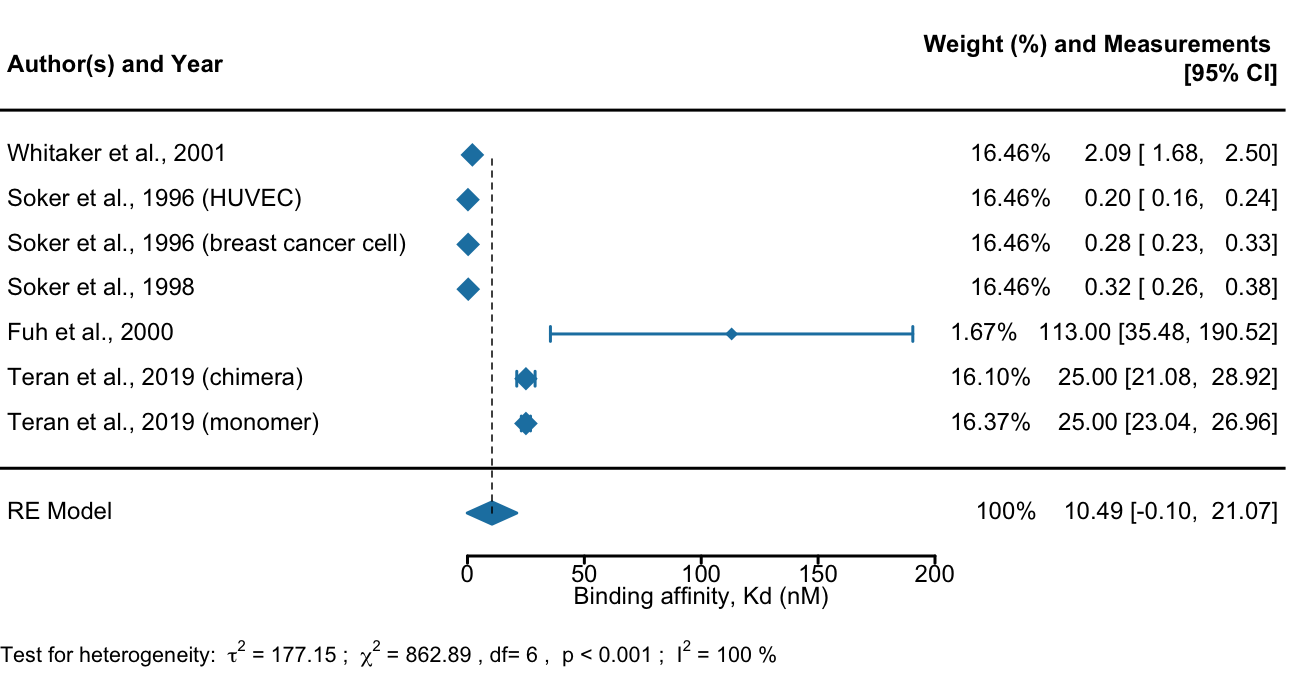 Author(s) and Year
Weight (%) and Measurements
[95% CI]
Whitaker et al., 2001 16.46% 2.09 [ 1.68, 2.50]
Soker et al., 1996 (HUVEC) 16.46% 0.20 [ 0.16, 0.24]
Soker et al., 1996 (breast cancer cell) 16.46% 0.28 [ 0.23, 0.33]
Soker et al., 1998 16.46% 0.32 [ 0.26, 0.38]
Fuh et al., 2000 1.67% 113.00 [35.48, 190.52]
Teran et al., 2019 (chimera) 16.10% 25.00 [21.08, 28.92]
Teran et al., 2019 (monomer) 16.37% 25.00 [23.04, 26.96]
RE Model 100% 10.49 [-0.10, 21.07]
0 50 100 150 200
Binding affinity, Kd (nM)
Test for heterogeneity: τ² = 177.15 ; χ² = 862.89 , df= 6 , p < 0.001 ; I² = 100 %